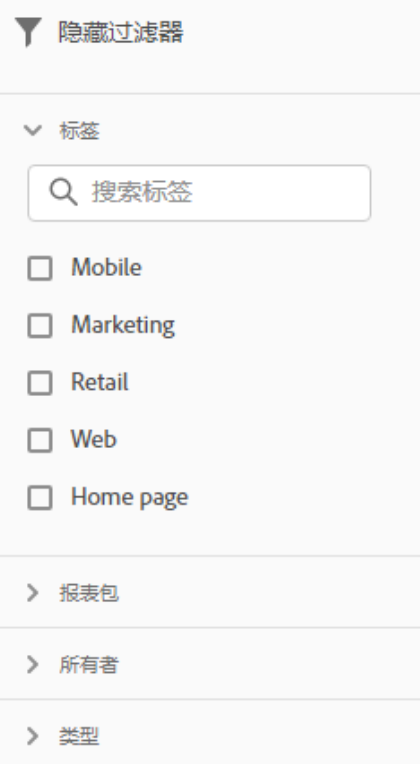 隐藏过滤器
标签
搜索标签
Mobile
Marketing
Retail
Web
Home page
报表包
所有者
类型